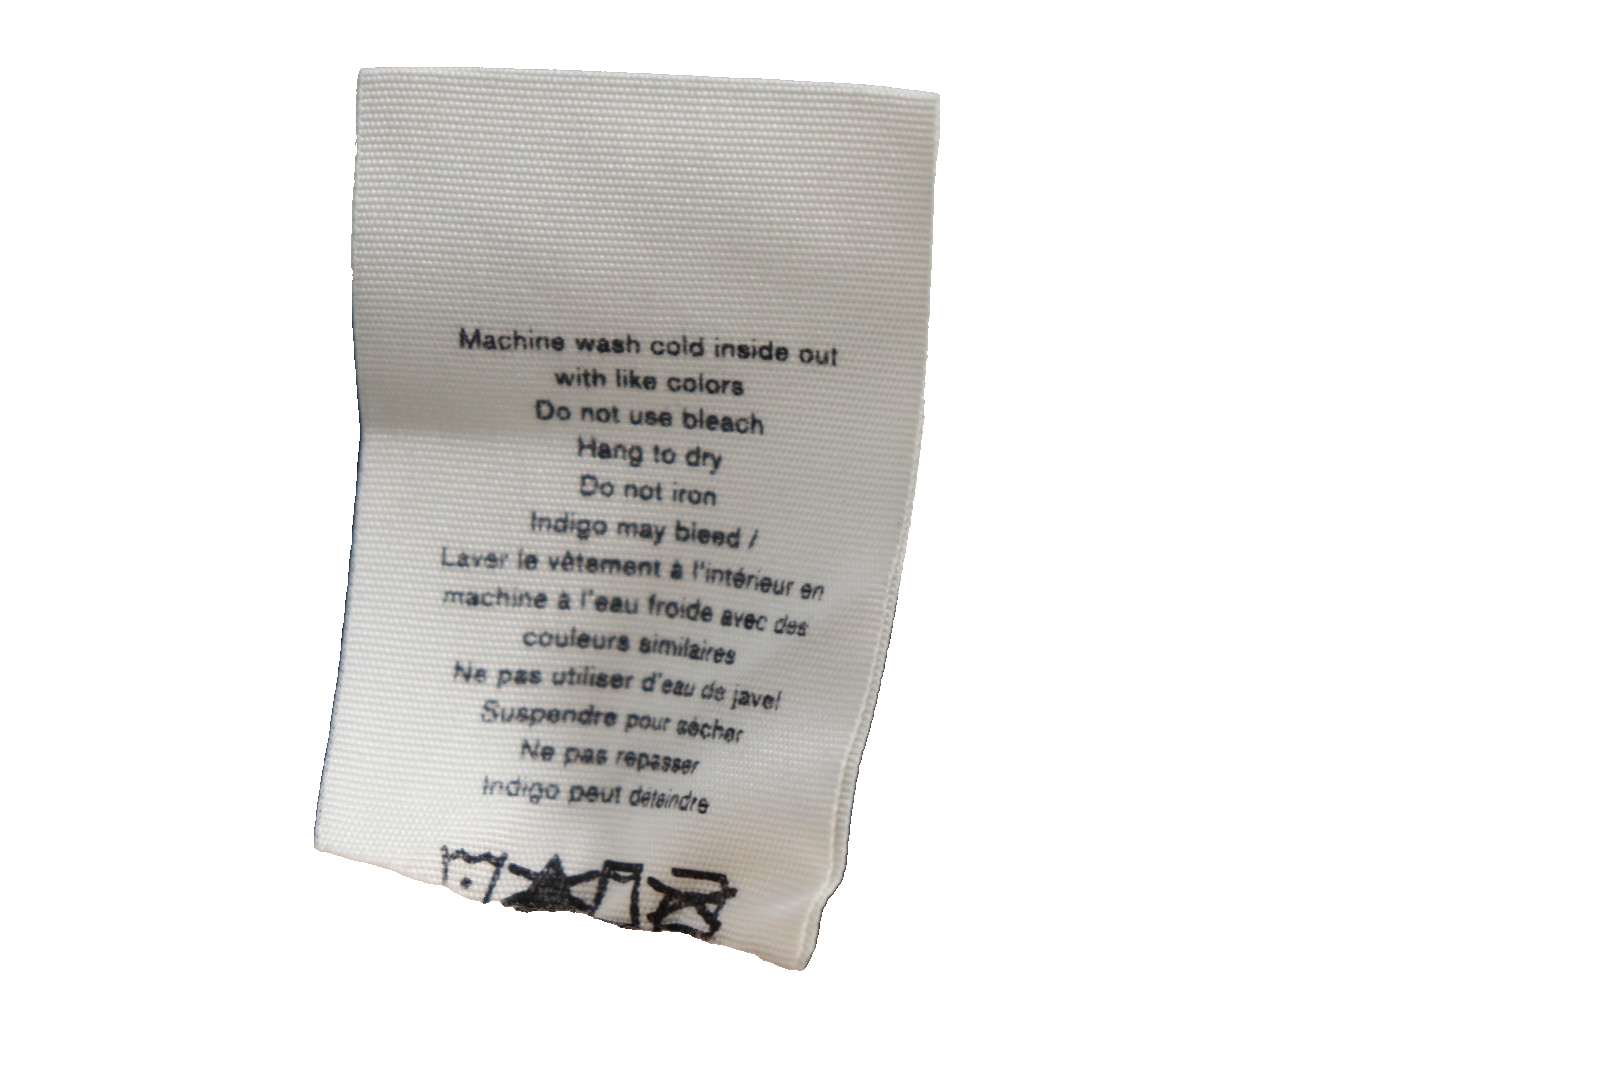 Machine wash cold inside out
with like colors
Do not use bleach
Hang to dry
Do not iron
Indigo may bleed /
Laver le vêtement à l'intérieur en
machine à l'eau froide avec des
couleurs similaires
Ne pas utiliser d'eau de javel
Suspendre pour sécher
Ne pas repasser
Indigo peut déteindre